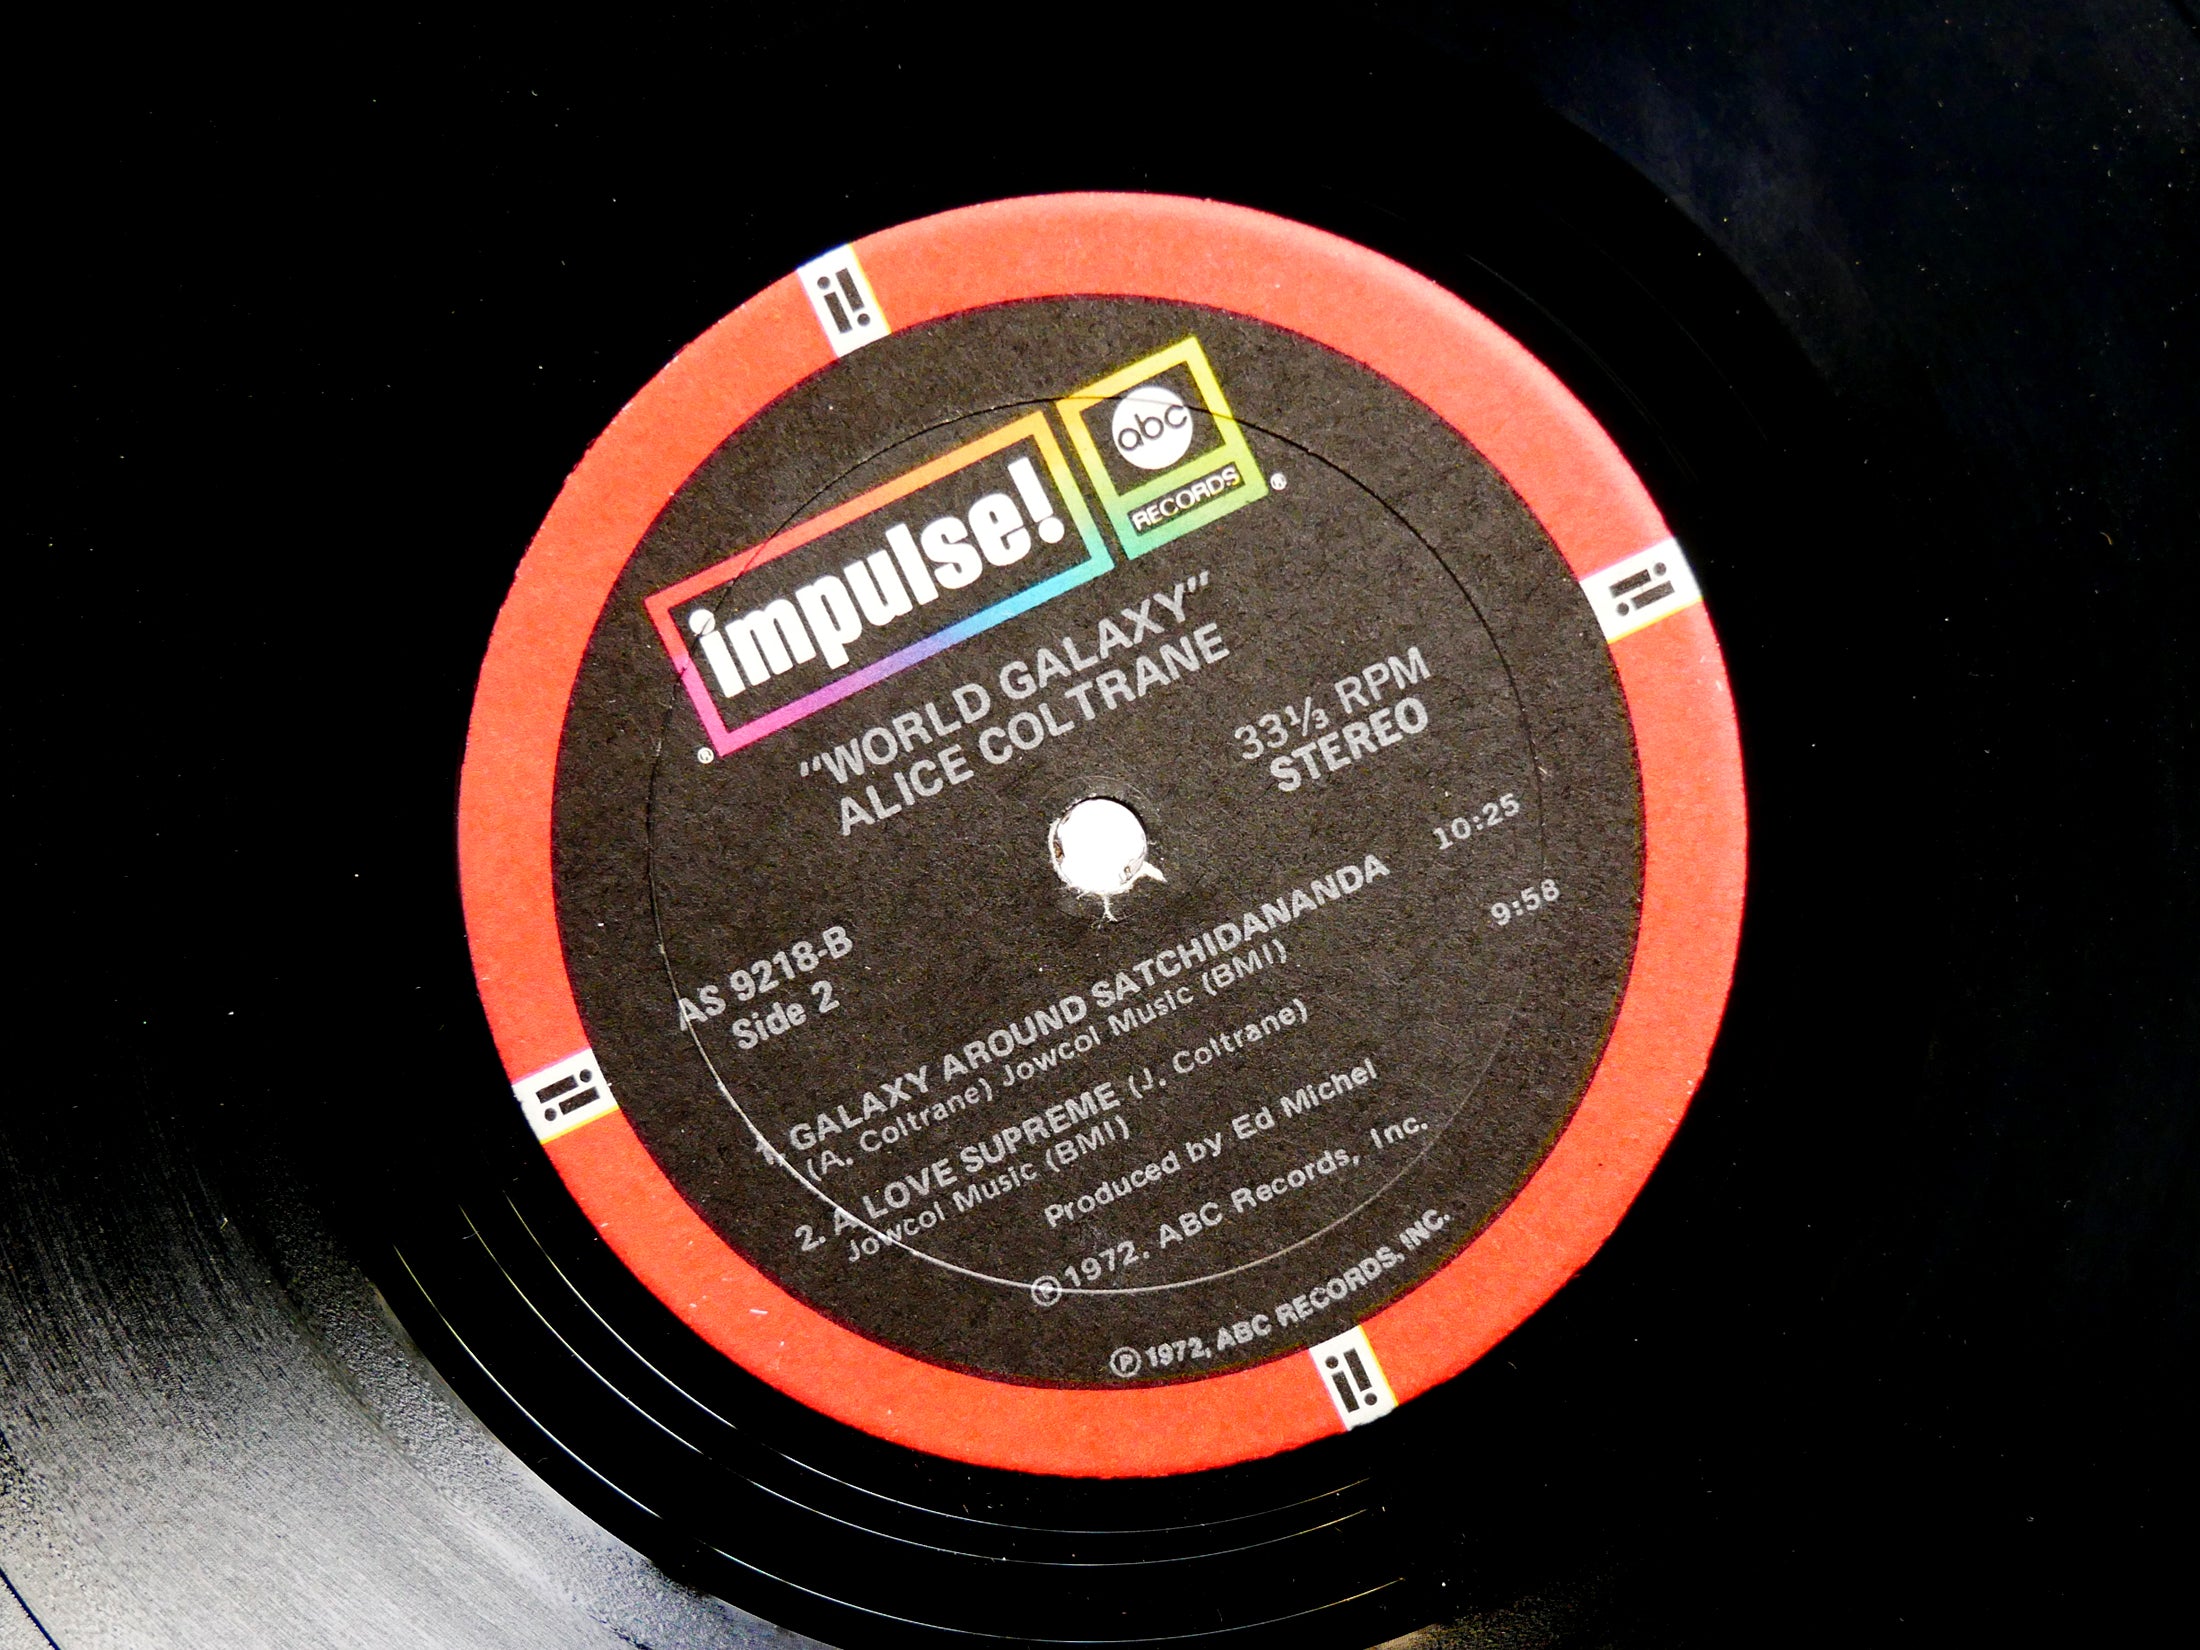 i!
impulse!®
abc
RECORDS®
"WORLD GALAXY"
ALICE COLTRANE
33⅓ RPM
STEREO
AS 9218-B
Side 2
1. GALAXY AROUND SATCHIDANANDA 10:25
(A. Coltrane) Jowcol Music (BMI)
2. A LOVE SUPREME (J. Coltrane) 9:58
Jowcol Music (BMI)
Produced by Ed Michel
℗1972. ABC Records, Inc.
℗ 1972, ABC RECORDS, INC.
i!
i!
i!